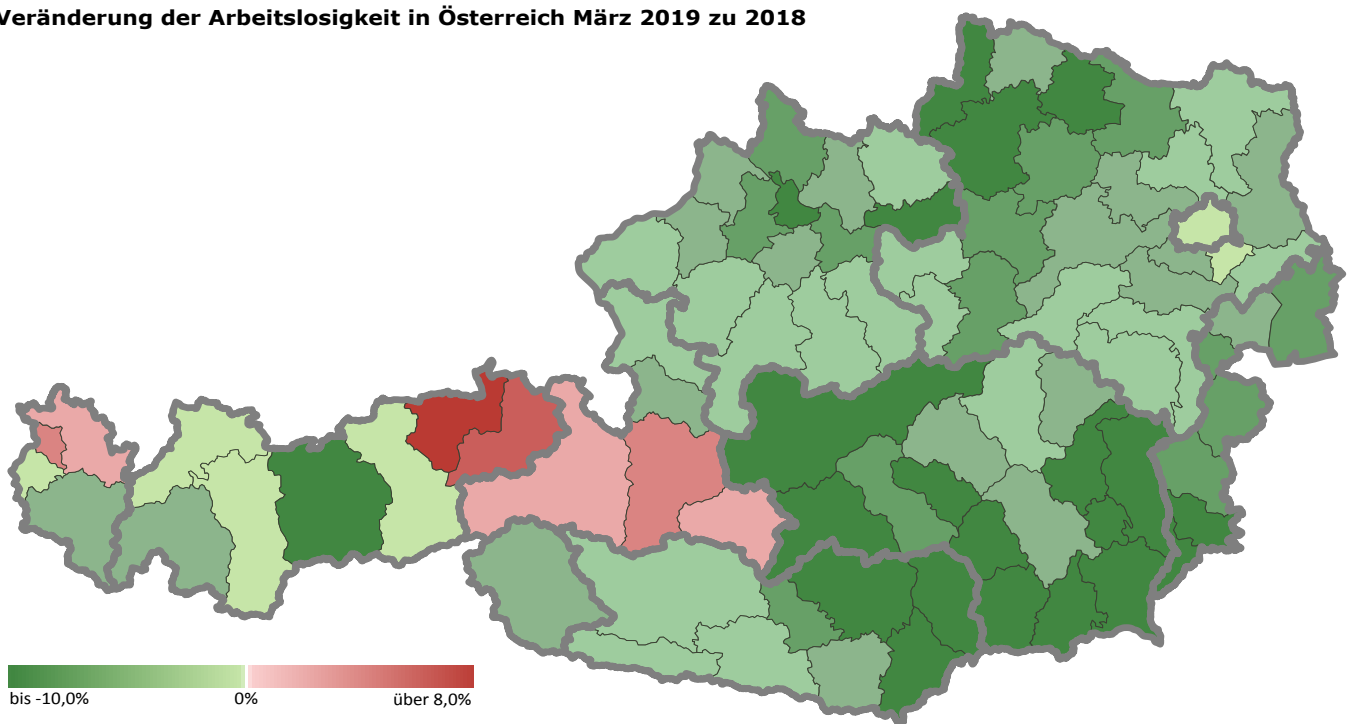 Veränderung der Arbeitslosigkeit in Österreich März 2019 zu 2018
bis -10,0% 0% über 8,0%